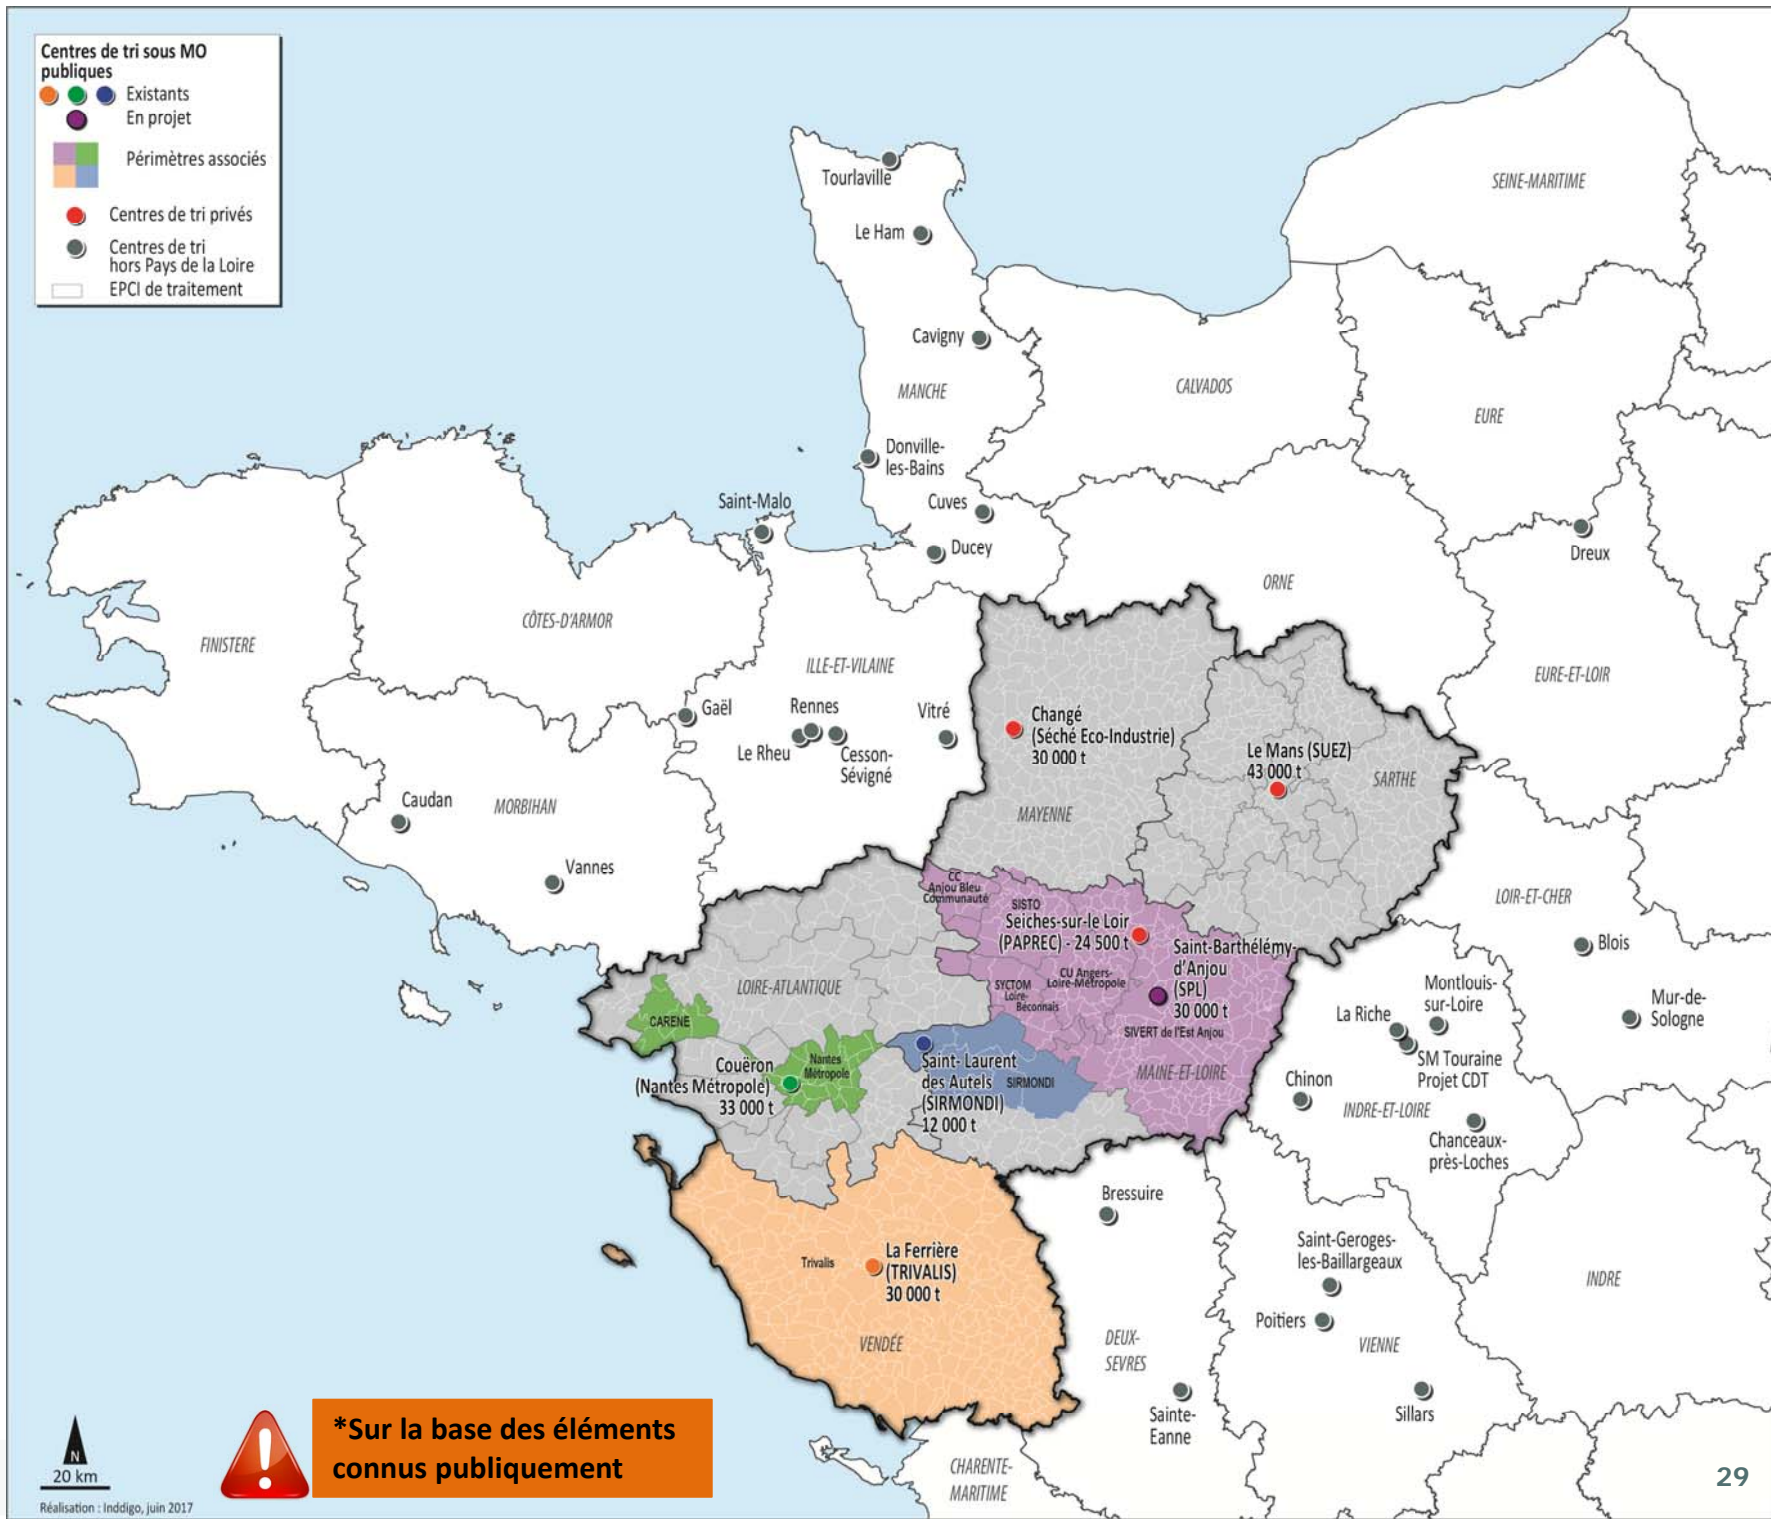 Centres de tri sous MO
publiques
Existants
En projet
Périmètres associés
Centres de tri privés
Centres de tri
hors Pays de la Loire
EPCI de traitement
Tourlaville
Le Ham
Cavigny
MANCHE
Donville-
les-Bains
Cuves
Ducey
Saint-Malo
SEINE-MARITIME
CALVADOS
EURE
ORNE
Dreux
EURE-ET-LOIR
FINISTERE
CÔTES-D'ARMOR
ILLE-ET-VILAINE
Gaël
Rennes
Le Rheu
Cesson-
Sévigné
Vitré
Caudan
MORBIHAN
Vannes
Changé
(Séché Eco-Industrie)
30 000 t
MAYENNE
Le Mans (SUEZ)
43 000 t
SARTHE
CC
Anjou Bleu
Communauté
SISTO
Seiches-sur-le Loir
(PAPREC) - 24 500 t
Saint-Barthélémy-
d'Anjou
(SPL)
30 000 t
CU Angers-
Loire-Métropole
SYCTOM
Loire-
Béconnais
SIVERT de l'Est Anjou
MAINE-ET-LOIRE
LOIRE-ATLANTIQUE
CARENE
Nantes
Métropole
Couëron
(Nantes Métropole)
33 000 t
Saint- Laurent
des Autels
(SIRMONDI)
12 000 t
SIRMONDI
LOIR-ET-CHER
Blois
Mur-de-
Sologne
Montlouis-
sur-Loire
La Riche
SM Touraine
Projet CDT
Chinon
INDRE-ET-LOIRE
Chanceaux-
près-Loches
Bressuire
Trivalis
La Ferrière
(TRIVALIS)
30 000 t
VENDÉE
DEUX-
SEVRES
Sainte-
Eanne
Saint-Geroges-
les-Baillargeaux
Poitiers
VIENNE
Sillars
INDRE
CHARENTE-
MARITIME
N
20 km
Réalisation : Inddigo, juin 2017
*Sur la base des éléments
connus publiquement
29